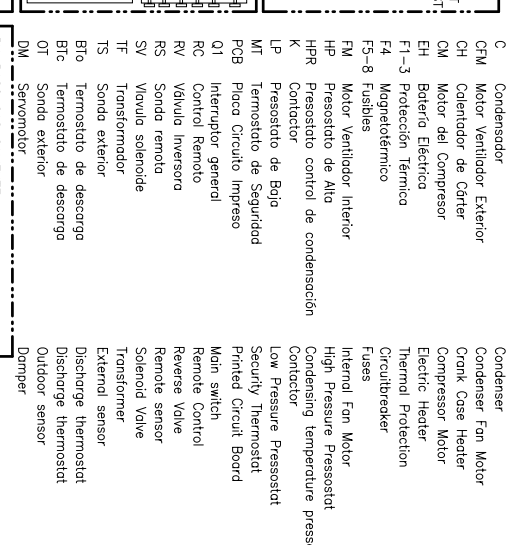 C Condensador Condenser
CFM Motor Ventilador Exterior Condenser Fan Motor
CH Calentador de Cárter Crank Case Heater
CM Motor del Compresor Compressor Motor
EH Batería Eléctrica Electric Heater
F1-3 Protección Térmica Thermal Protection
F4 Magnetotérmico Circuitbreaker
F5-8 Fusibles Fuses
FM Motor Ventilador Interior Internal Fan Motor
HP Presostato de Alta High Pressure Pressostat
HPR Presostato control de condensación Condensing temperature
K Contactor Contactor
LP Presostato de Baja Low Pressure Pressostat
MT Termostato de Seguridad Security Thermostat
PCB Placa Circuito Impreso Printed Circuit Board
Q1 Interruptor general Main switch
RC Control Remoto Remote Control
RV Válvula Inversora Reverse Valve
RS Sonda remota Remote sensor
SV Vlavula solenoide Solenoid Valve
TF Transformador Transformer
TS Sonda exterior External sensor
BTo Termostato de descarga Discharge thermostat
BTc Termostato de descarga Discharge thermostat
OT Sonda exterior Outdoor sensor
DM Servomotor Damper